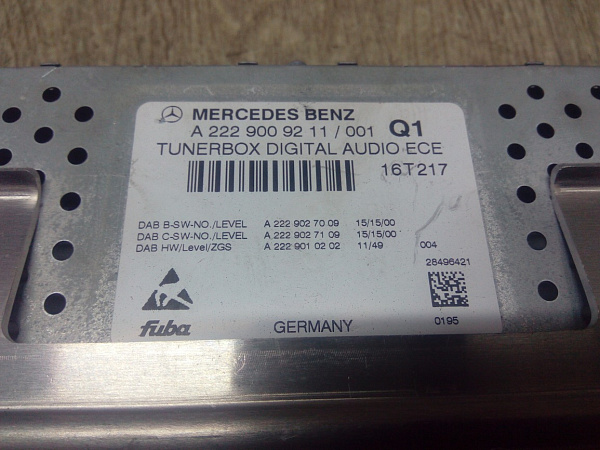 MERCEDES BENZ
A 222 900 92 11 / 001 Q1
TUNERBOX DIGITAL AUDIO ECE
16T217
DAB B-SW-NO./LEVEL A 222 902 70 09 15/15/00
DAB C-SW-NO./LEVEL A 222 902 71 09 15/15/00
DAB HW/Level/ZGS A 222 901 02 02 11/49 004
28496421
fuba GERMANY 0195